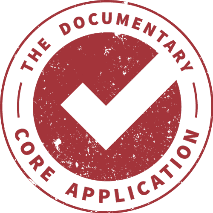 THE DOCUMENTARY
CORE APPLICATION